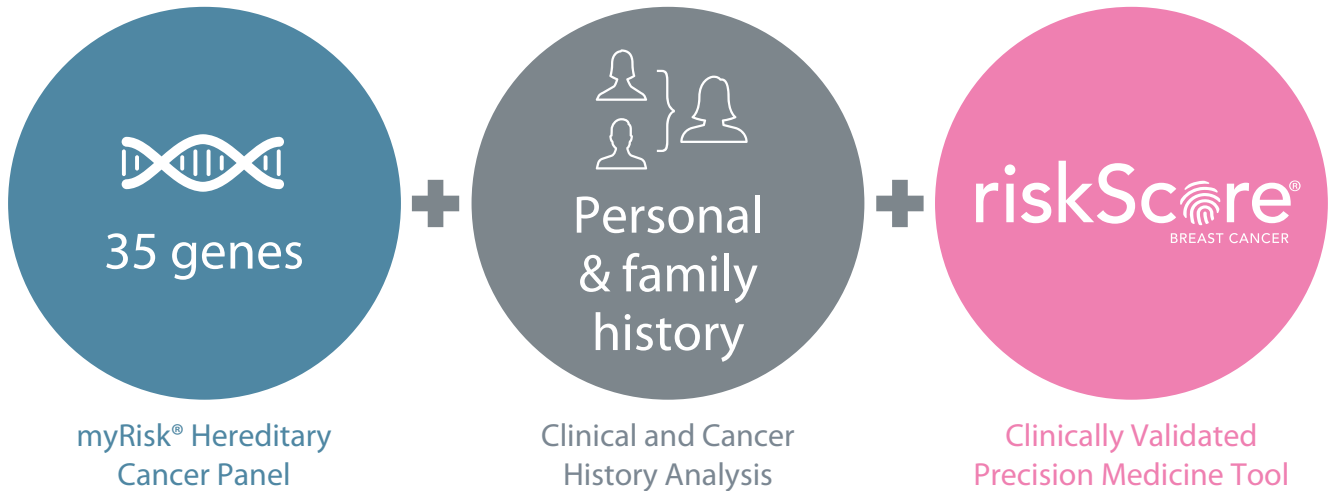 35 genes
myRisk® Hereditary
Cancer Panel
Personal
& family
history
Clinical and Cancer
History Analysis
riskScore®
BREAST CANCER
Clinically Validated
Precision Medicine Tool